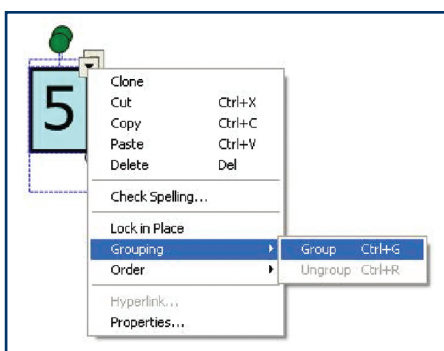 5
Clone
Cut Ctrl+X
Copy Ctrl+C
Paste Ctrl+V
Delete Del
Check Spelling...
Lock in Place
Grouping
Group Ctrl+G
Order
Ungroup Ctrl+R
Hyperlink...
Properties...